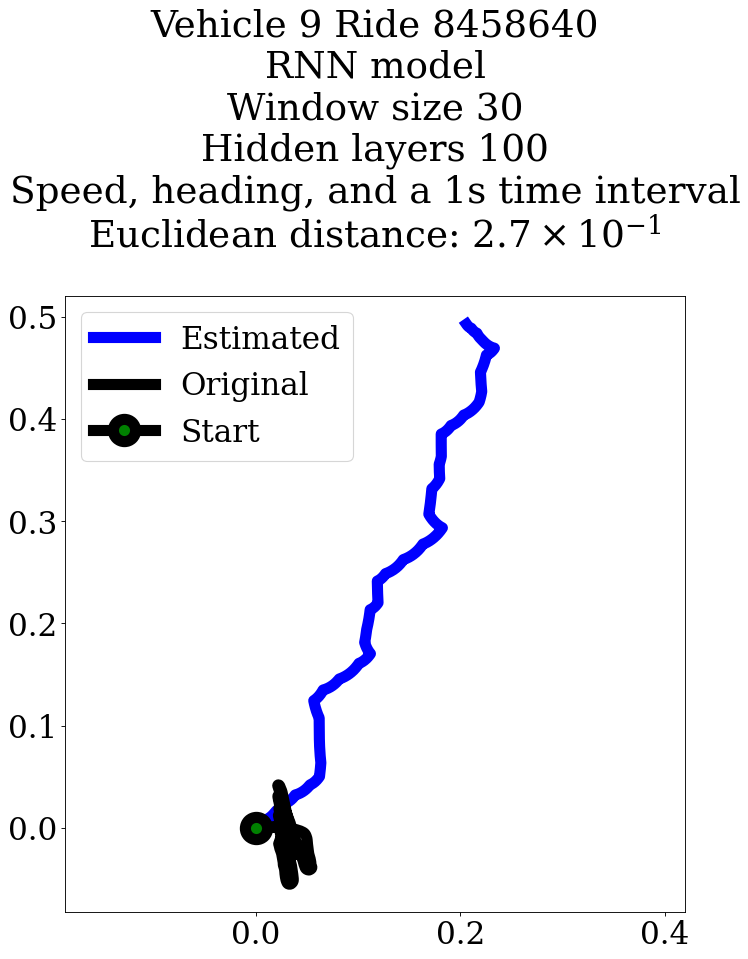 Vehicle 9 Ride 8458640
RNN model
Window size 30
Hidden layers 100
Speed, heading, and a 1s time interval
Euclidean distance: 2.7 × 10⁻¹
Estimated
Original
Start
0.5
0.4
0.3
0.2
0.1
0.0
0.0 0.2 0.4